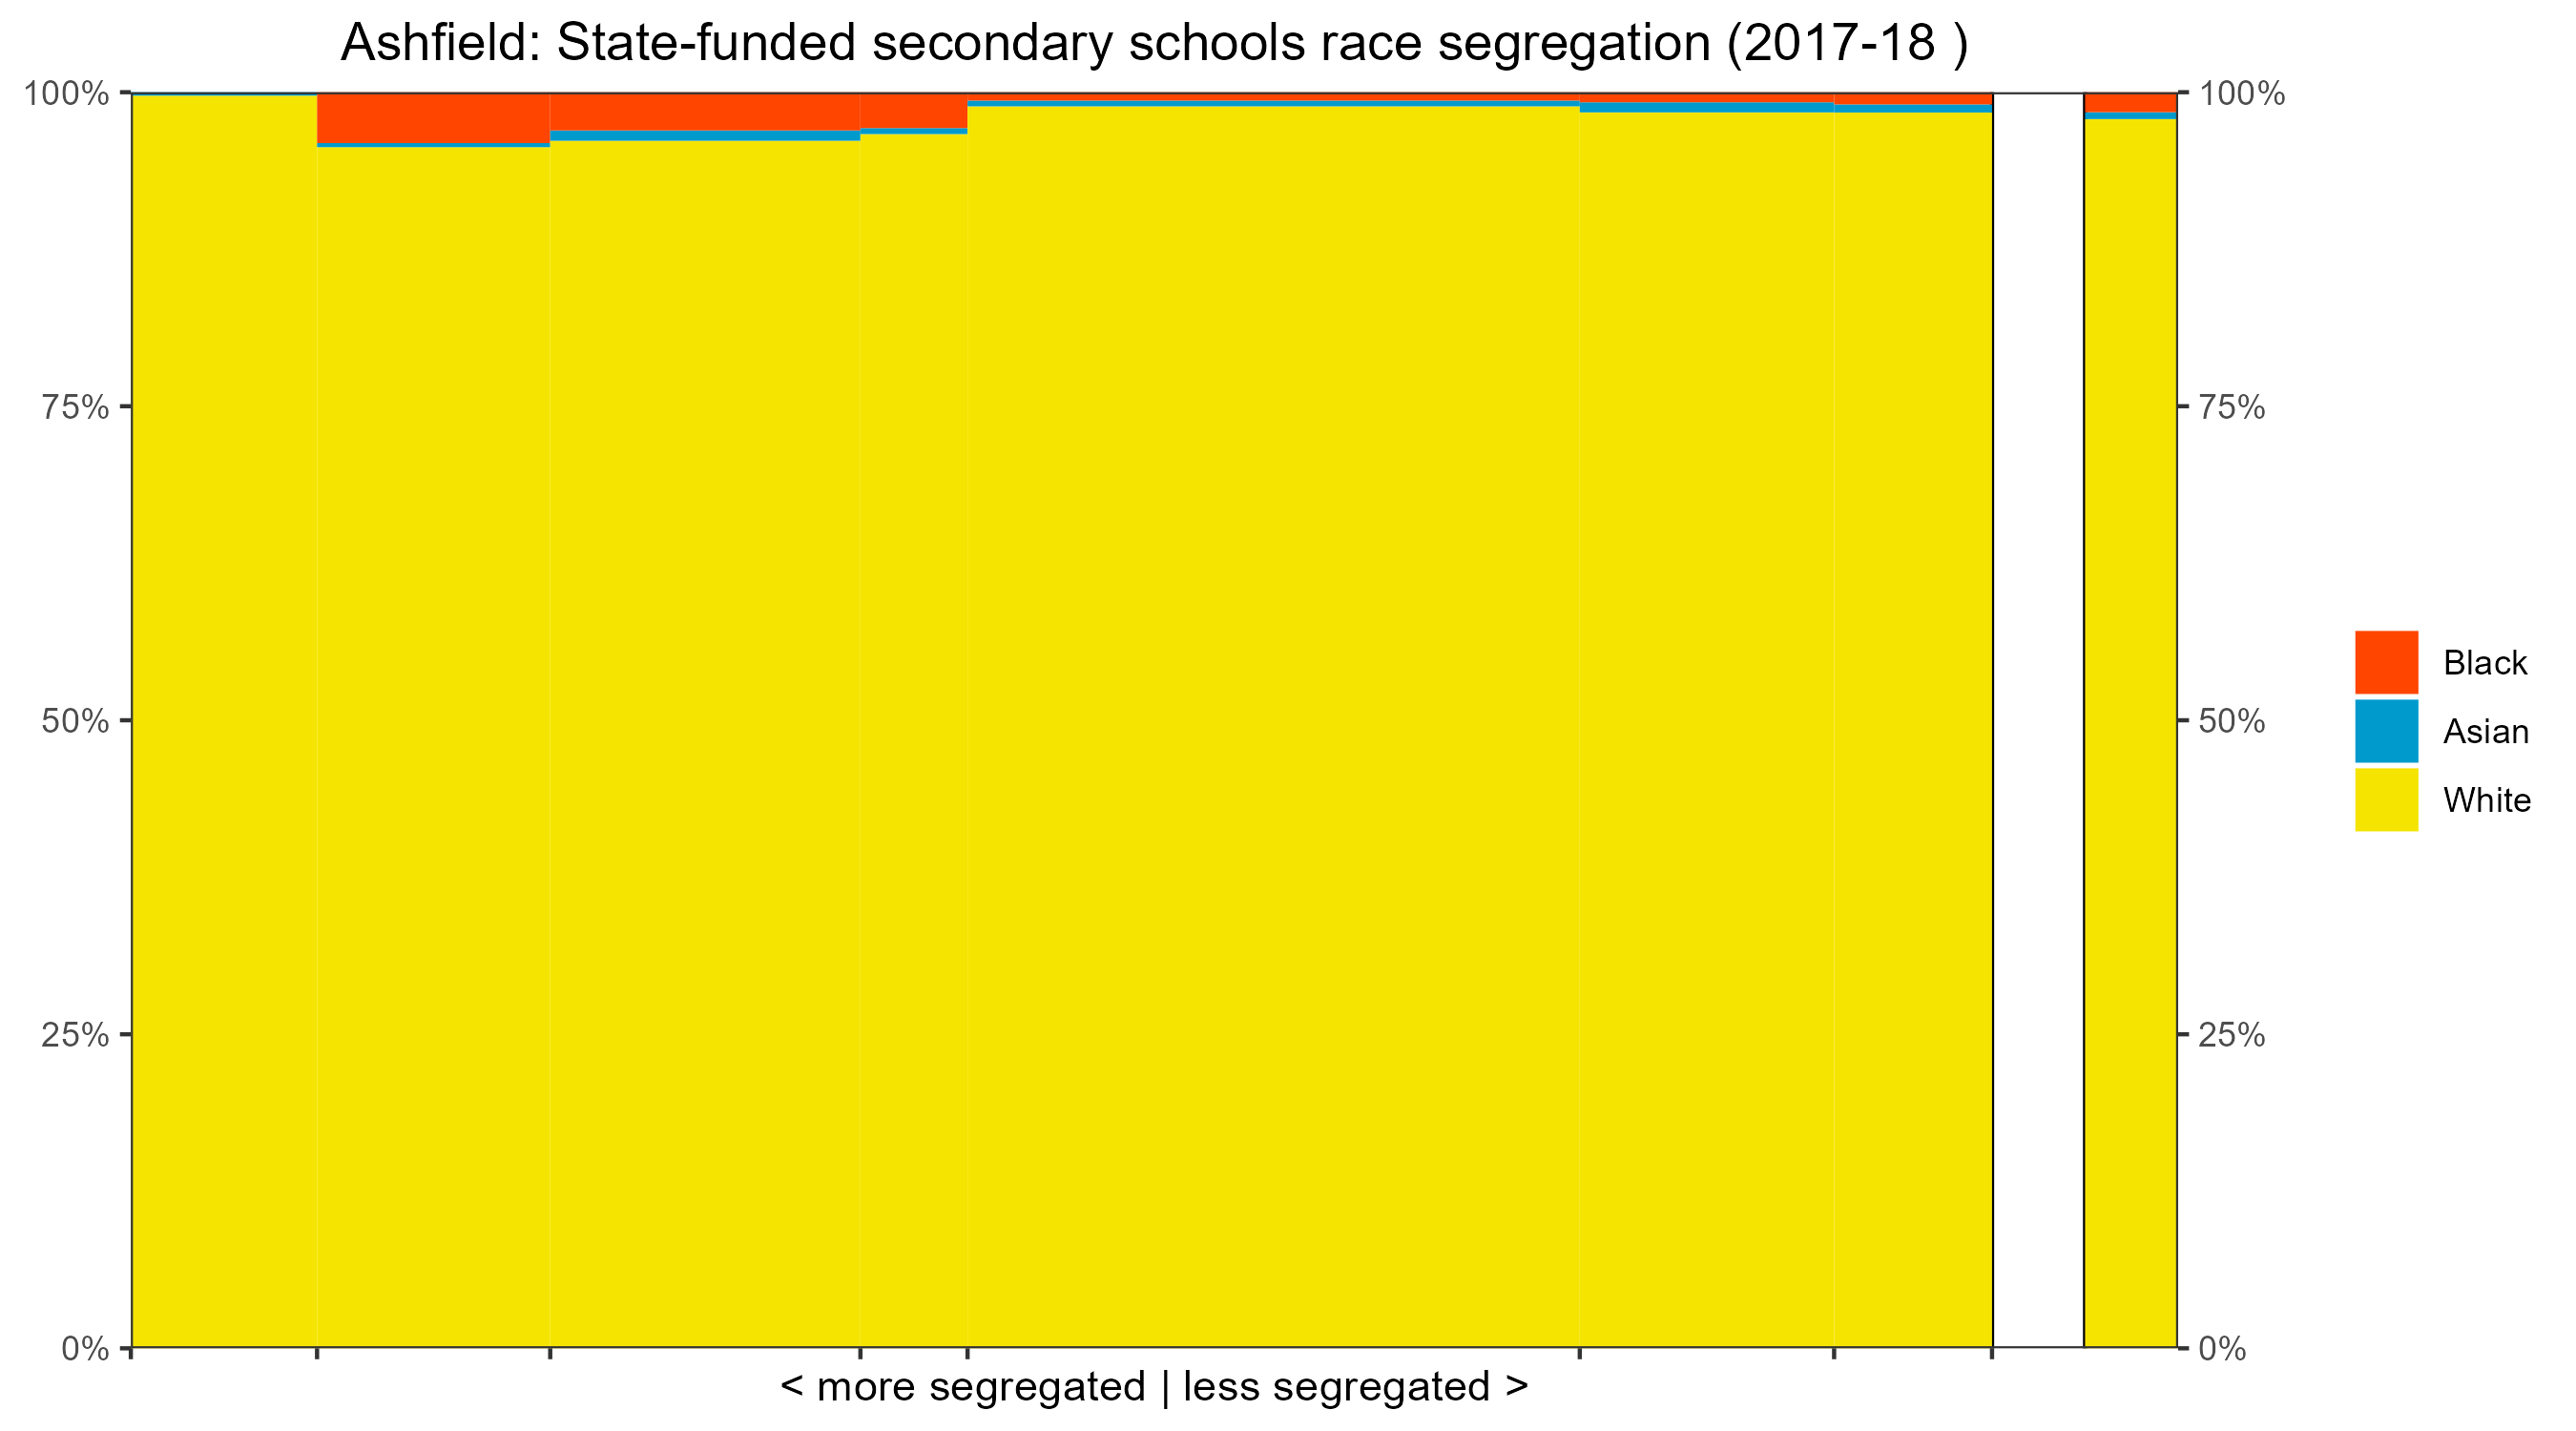 Ashfield: State-funded secondary schools race segregation (2017-18 )
100%
75%
50%
25%
0%
100%
75%
50%
25%
0%
Black
Asian
White
< more segregated | less segregated >